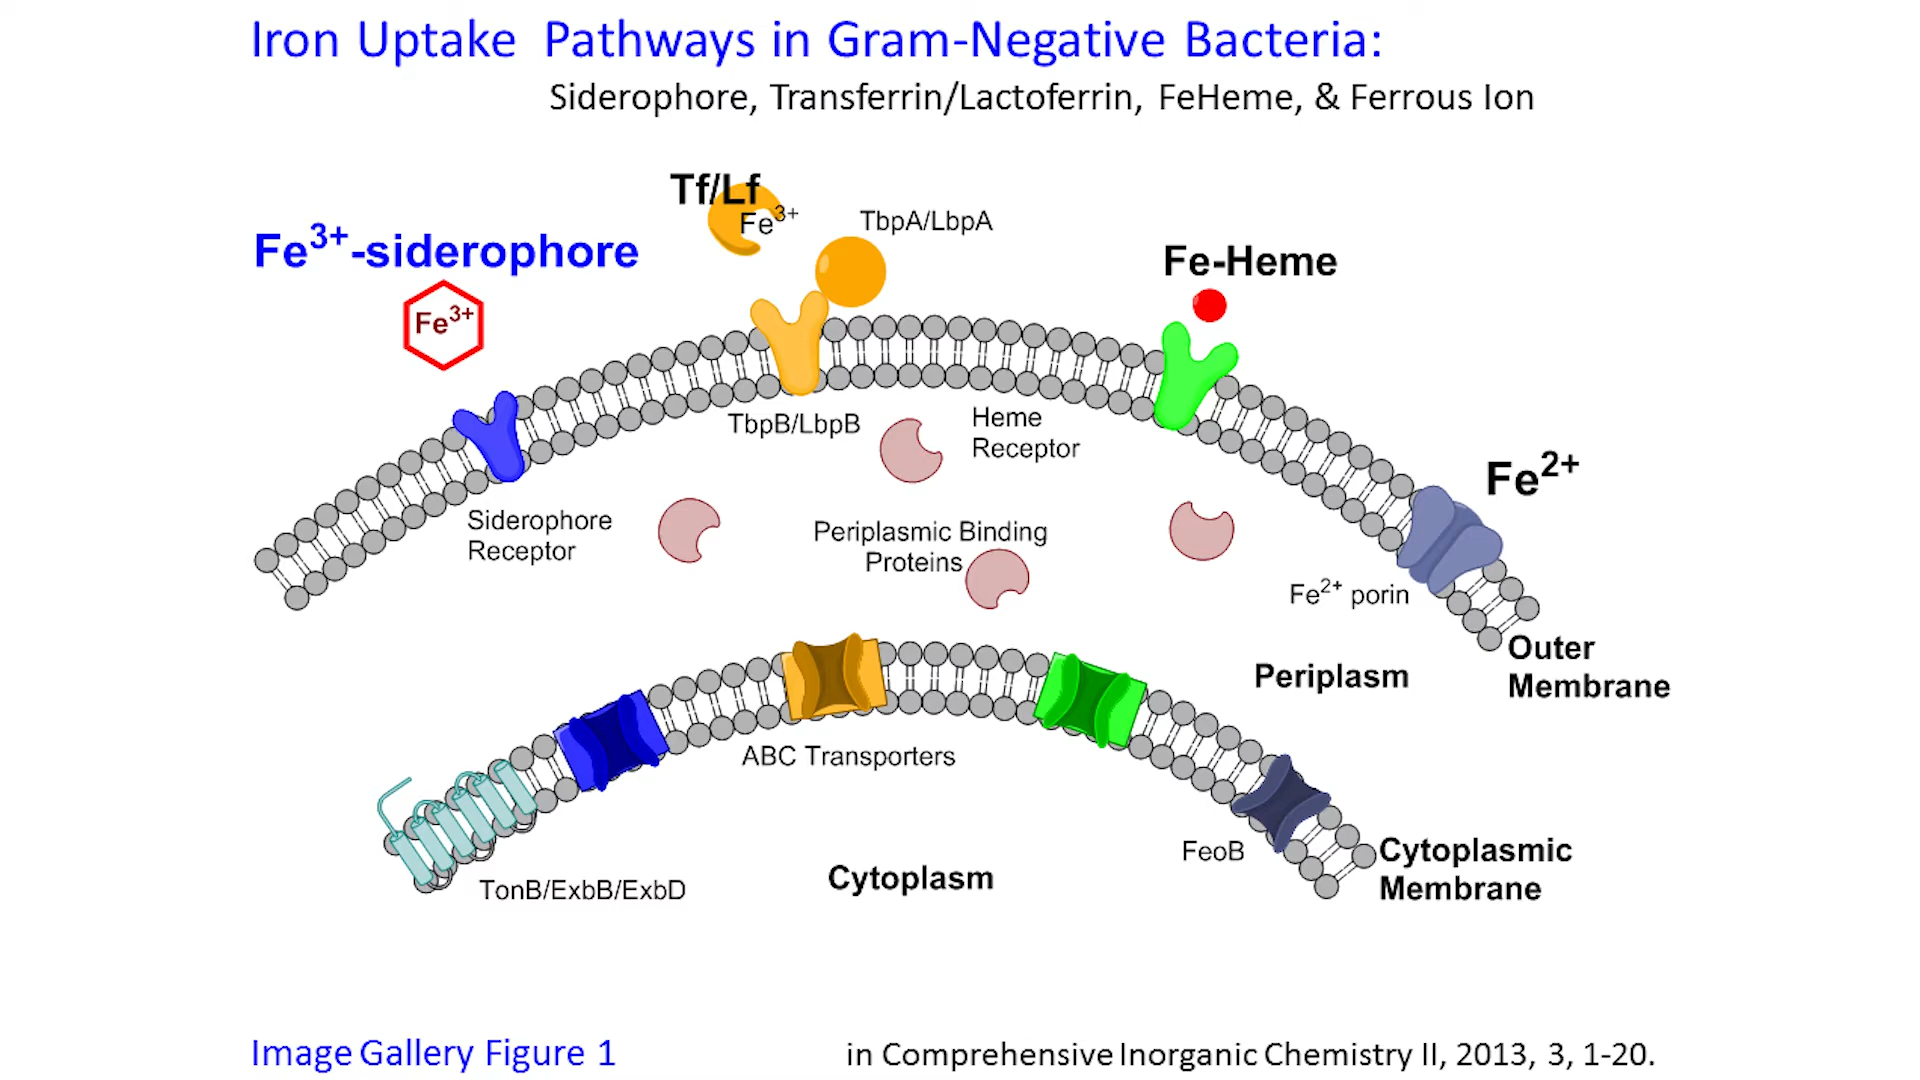 Iron Uptake Pathways in Gram-Negative Bacteria:
Siderophore, Transferrin/Lactoferrin, FeHeme, & Ferrous Ion
Tf/Lf
Fe³⁺
TbpA/LbpA
Fe³⁺-siderophore
Fe³⁺
Fe-Heme
TbpB/LbpB
Heme
Receptor
Fe²⁺
Siderophore
Receptor
Periplasmic Binding
Proteins
Fe²⁺ porin
Outer
Membrane
Periplasm
ABC Transporters
FeoB
Cytoplasmic
Membrane
Cytoplasm
TonB/ExbB/ExbD
Image Gallery Figure 1
in Comprehensive Inorganic Chemistry II, 2013, 3, 1-20.